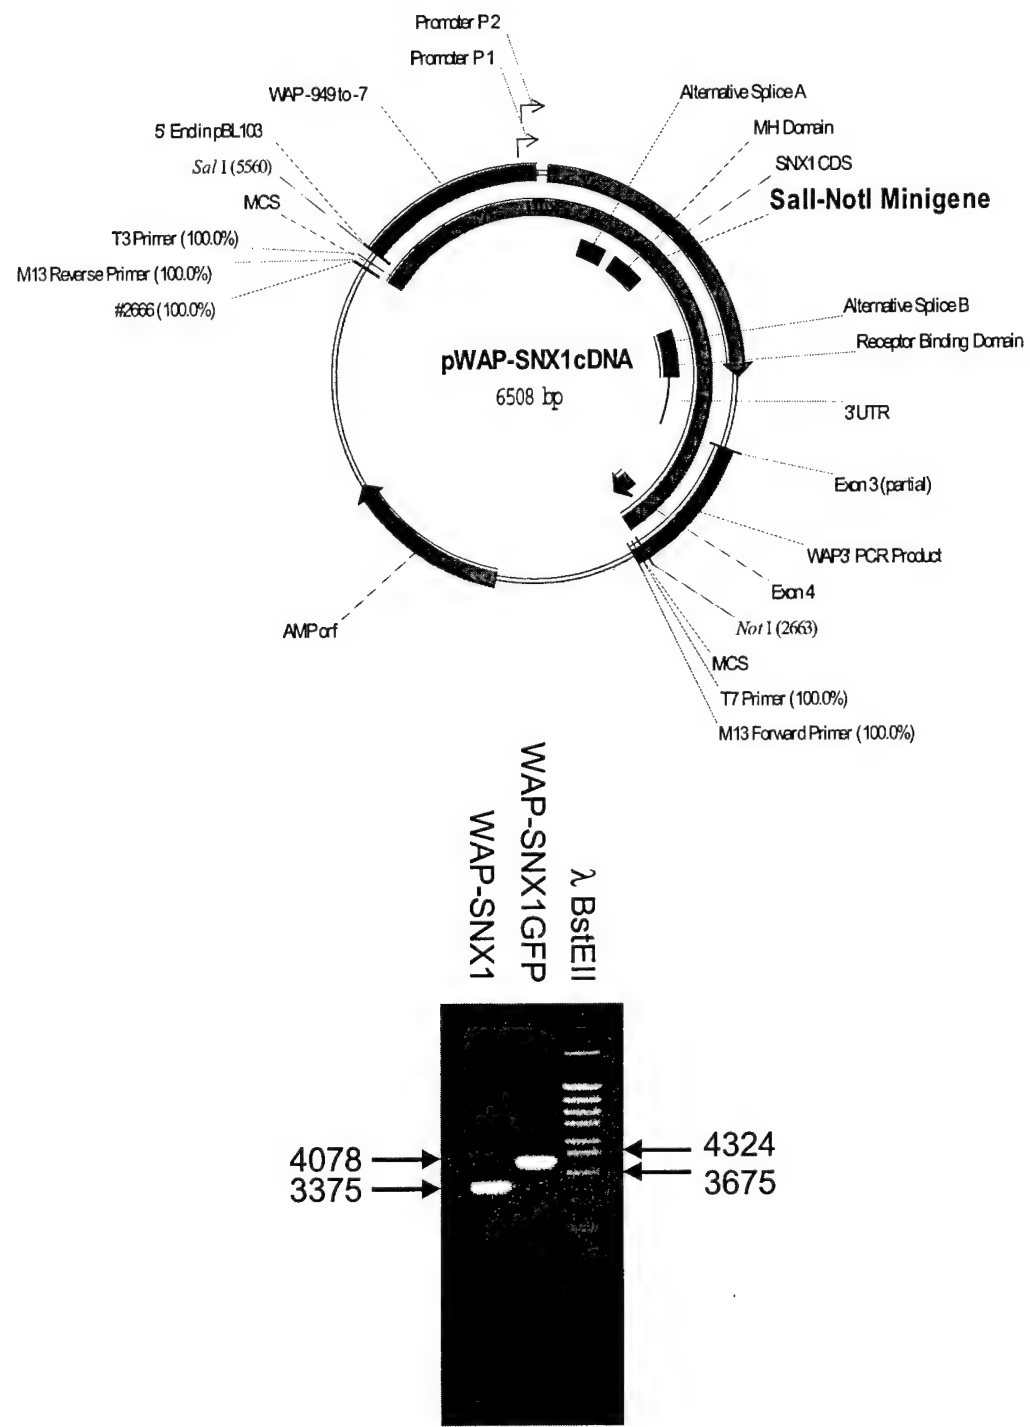 Promoter P2
Promoter P1
WAP-949 to -7
Alternative Splice A
5' End in pBL103
MH Domain
Sal I (5560)
SNX1 CDS
MCS
SalI-NotI Minigene
T3 Primer (100.0%)
M13 Reverse Primer (100.0%)
#2666 (100.0%)
Alternative Splice B
Receptor Binding Domain
pWAP-SNX1cDNA
6508 bp
3'UTR
Exon 3 (partial)
WAP3' PCR Product
Exon 4
AMP orf
Not I (2663)
MCS
T7 Primer (100.0%)
M13 Forward Primer (100.0%)
WAP-SNX1
WAP-SNX1GFP
λ BstEII
4078
3375
4324
3675